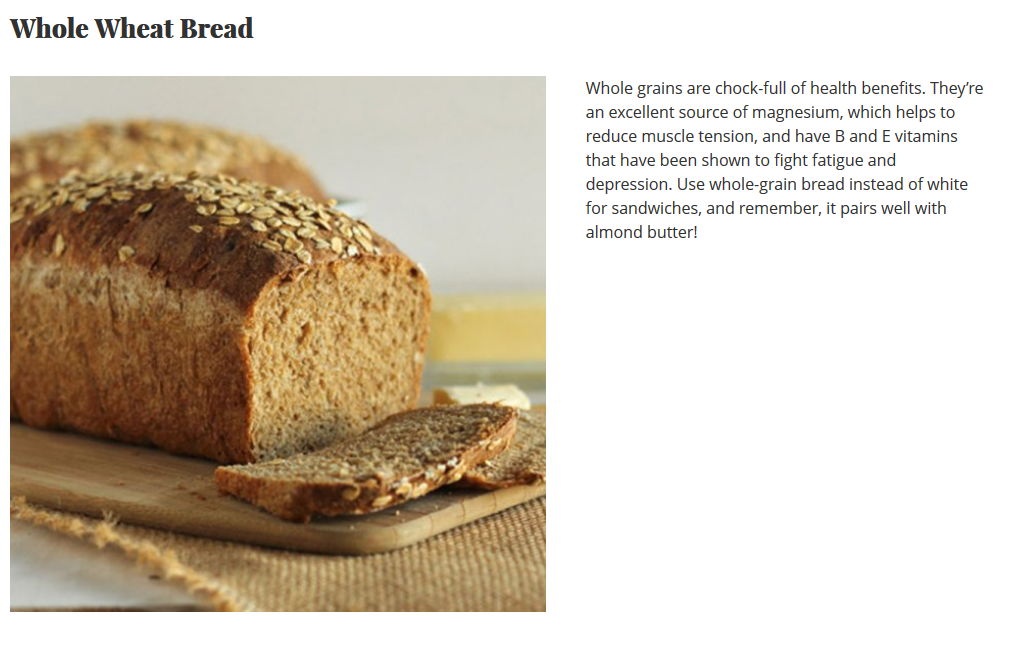 Whole Wheat Bread
Whole grains are chock-full of health benefits. They’re
an excellent source of magnesium, which helps to
reduce muscle tension, and have B and E vitamins
that have been shown to fight fatigue and
depression. Use whole-grain bread instead of white
for sandwiches, and remember, it pairs well with
almond butter!